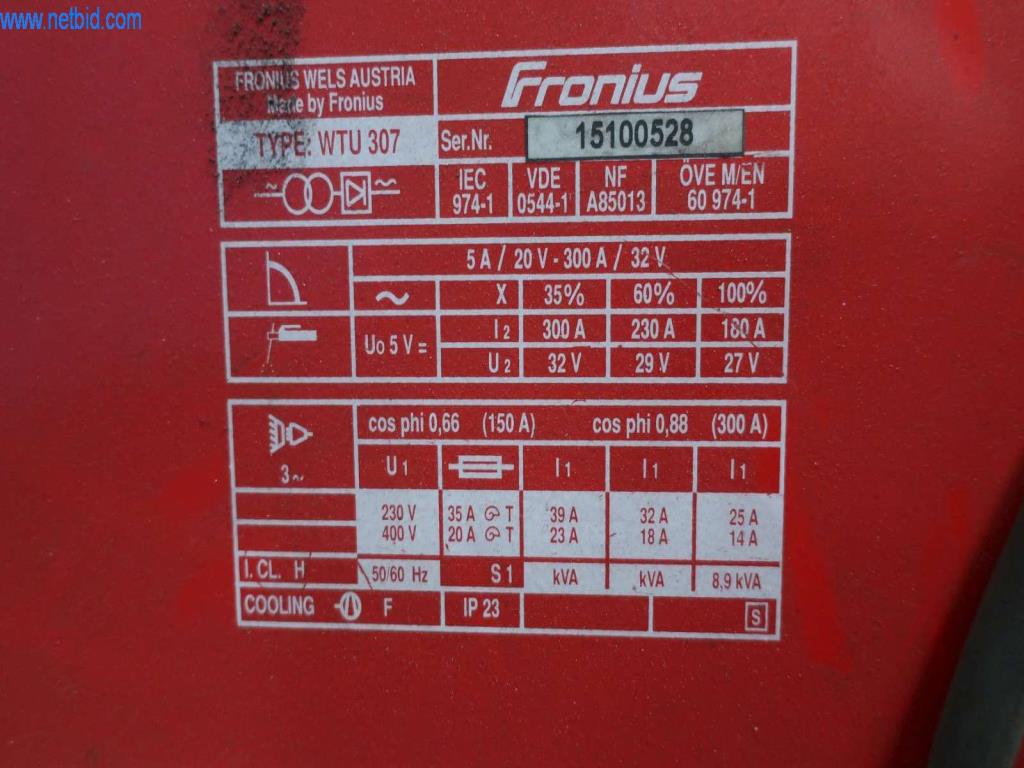 www.netbid.com
FRONIUS WELS AUSTRIA
Made by Fronius
Fronius
TYPE: WTU 307
Ser.Nr. 15100528
IEC 974-1
VDE 0544-1
NF A85013
ÖVE M/EN 60 974-1
5 A / 20 V - 300 A / 32 V
X 35% 60% 100%
U0 5 V =
I2 300 A 230 A 180 A
U2 32 V 29 V 27 V
cos phi 0,66 (150 A) cos phi 0,88 (300 A)
3~ U1 I1 I1 I1
230 V 35 A T 39 A 32 A 25 A
400 V 20 A T 23 A 18 A 14 A
I. CL. H 50/60 Hz S1 kVA kVA 8,9 kVA
COOLING F IP 23 S